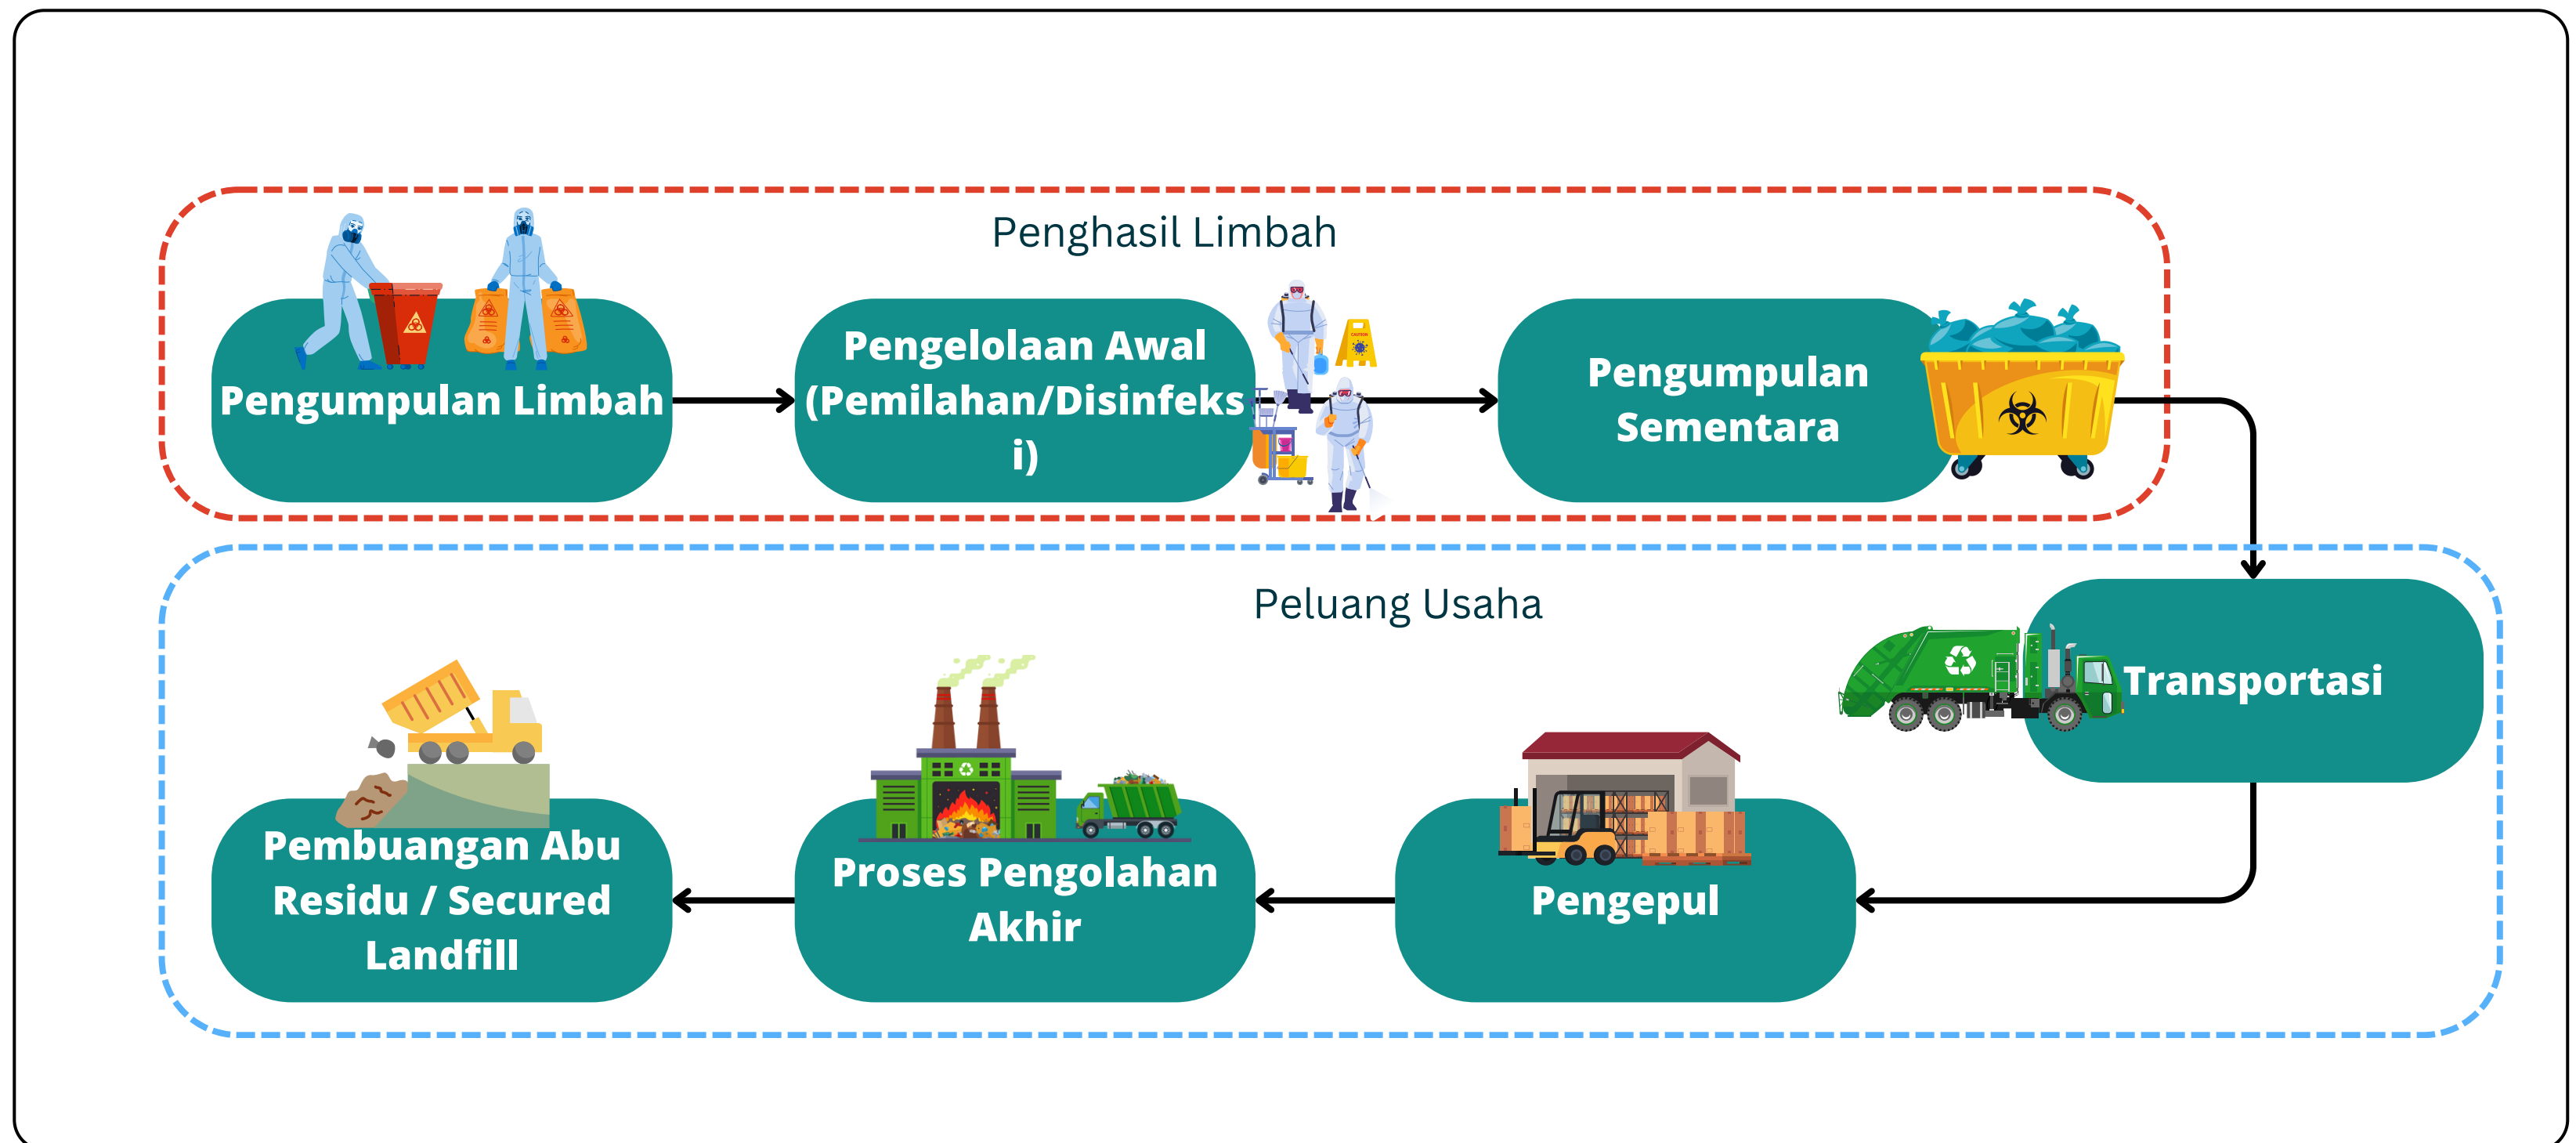 Penghasil Limbah
Pengumpulan Limbah
Pengelolaan Awal
(Pemilahan/Disinfeks
i)
Pengumpulan
Sementara
Peluang Usaha
Transportasi
Pengepul
Proses Pengolahan
Akhir
Pembuangan Abu
Residu / Secured
Landfill